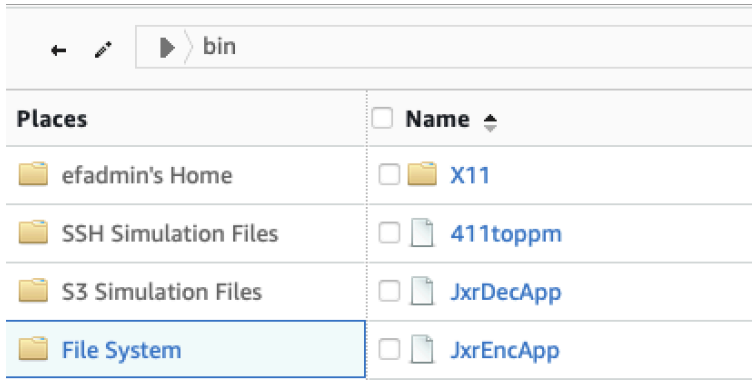 bin
Places
Name
efadmin's Home
X11
SSH Simulation Files
411toppm
S3 Simulation Files
JxrDecApp
File System
JxrEncApp